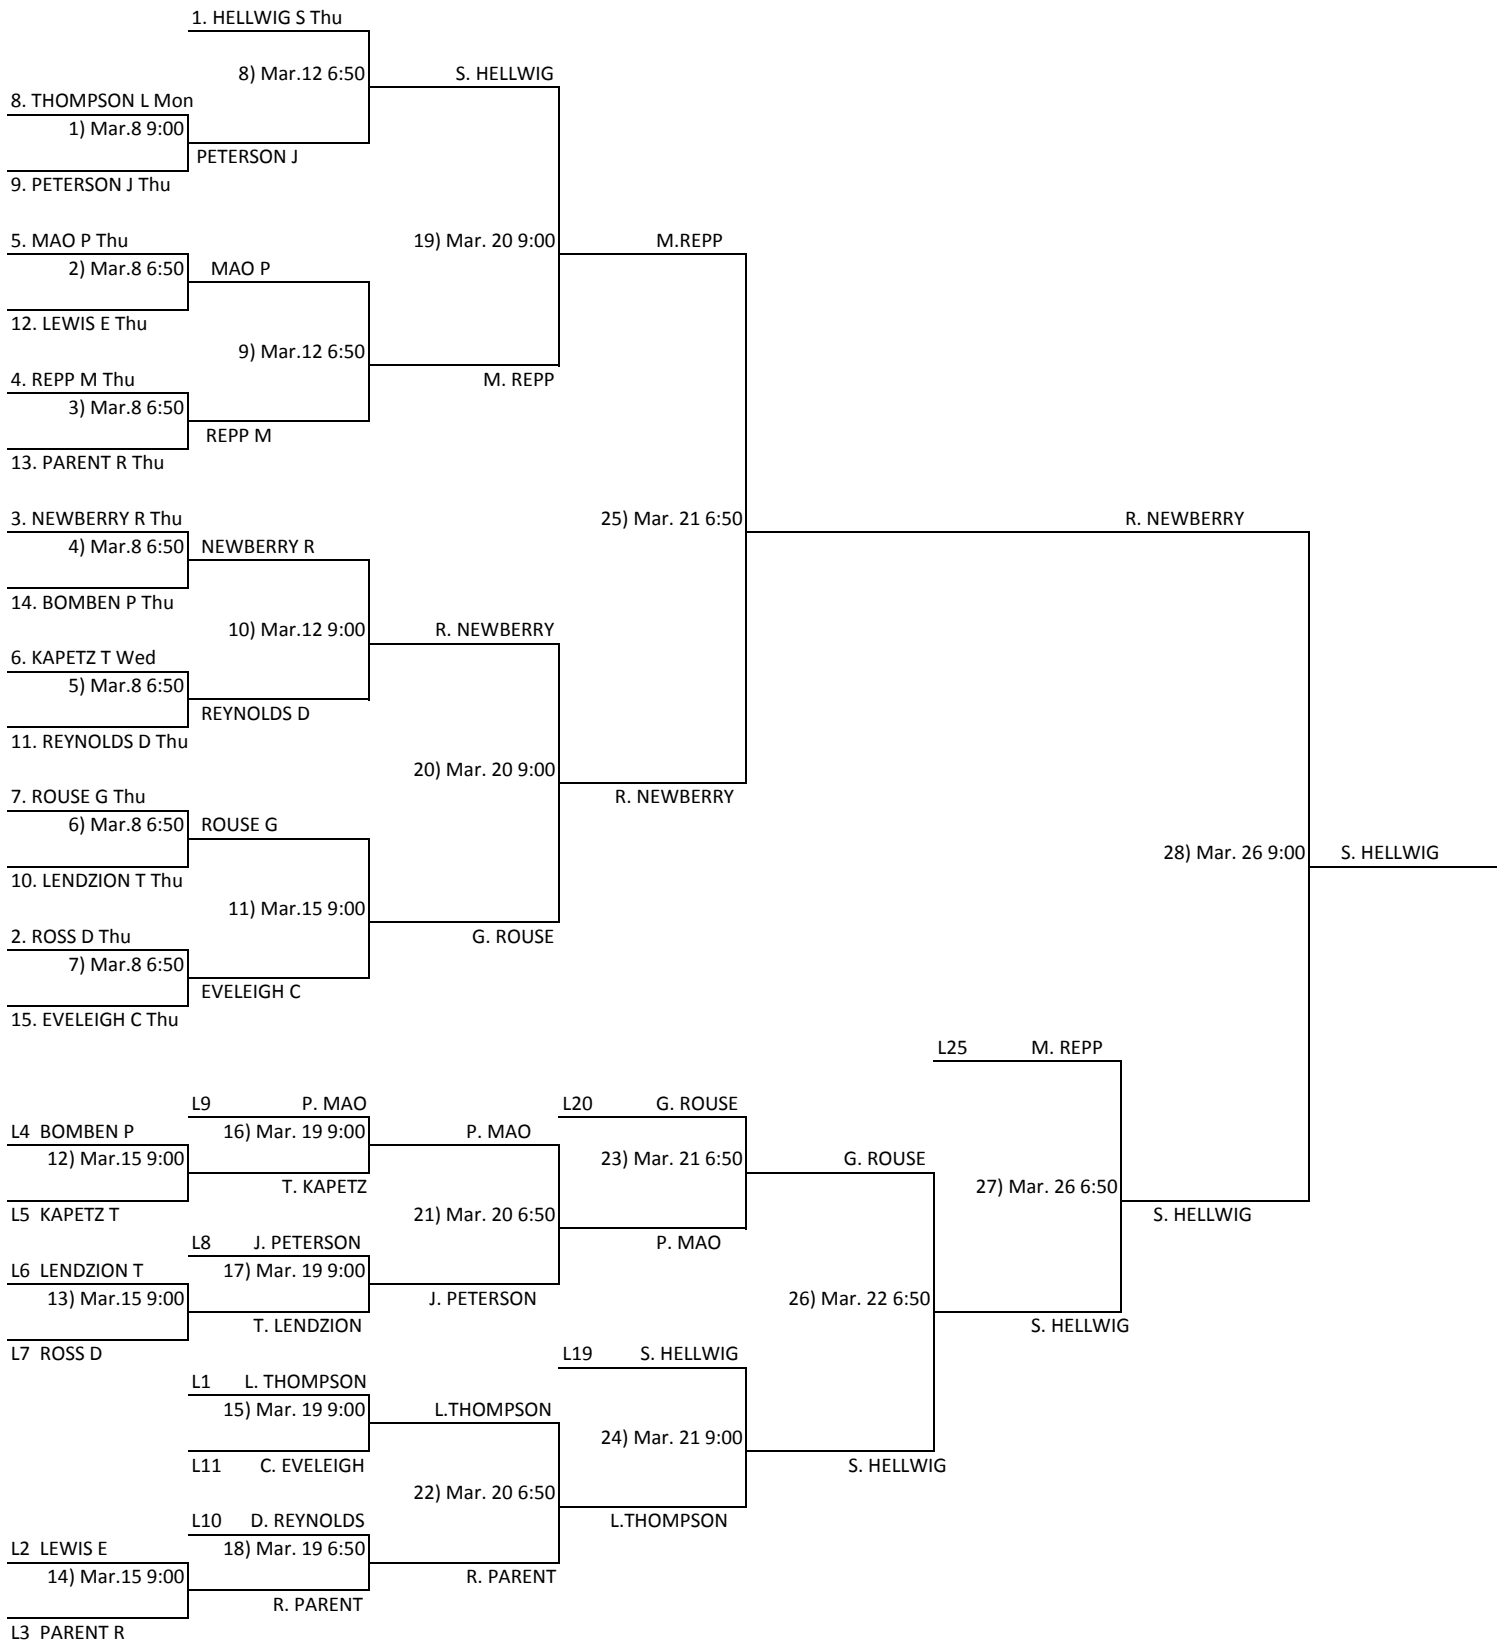 1. HELLWIG S Thu
8) Mar.12 6:50
S. HELLWIG
8. THOMPSON L Mon
1) Mar.8 9:00
PETERSON J
9. PETERSON J Thu
5. MAO P Thu
19) Mar. 20 9:00
M.REPP
2) Mar.8 6:50
MAO P
12. LEWIS E Thu
9) Mar.12 6:50
4. REPP M Thu
M. REPP
3) Mar.8 6:50
REPP M
13. PARENT R Thu
3. NEWBERRY R Thu
25) Mar. 21 6:50
R. NEWBERRY
4) Mar.8 6:50
NEWBERRY R
14. BOMBEN P Thu
10) Mar.12 9:00
R. NEWBERRY
6. KAPETZ T Wed
5) Mar.8 6:50
REYNOLDS D
11. REYNOLDS D Thu
20) Mar. 20 9:00
7. ROUSE G Thu
R. NEWBERRY
6) Mar.8 6:50
ROUSE G
28) Mar. 26 9:00
S. HELLWIG
10. LENDZION T Thu
11) Mar.15 9:00
2. ROSS D Thu
G. ROUSE
7) Mar.8 6:50
EVELEIGH C
15. EVELEIGH C Thu
L25 M. REPP
L9 P. MAO
L20 G. ROUSE
L4 BOMBEN P
16) Mar. 19 9:00
P. MAO
12) Mar.15 9:00
23) Mar. 21 6:50
G. ROUSE
T. KAPETZ
27) Mar. 26 6:50
L5 KAPETZ T
21) Mar. 20 6:50
S. HELLWIG
L8 J. PETERSON
P. MAO
L6 LENDZION T
17) Mar. 19 9:00
13) Mar.15 9:00
J. PETERSON
26) Mar. 22 6:50
T. LENDZION
S. HELLWIG
L7 ROSS D
L19 S. HELLWIG
L1 L. THOMPSON
15) Mar. 19 9:00
L.THOMPSON
24) Mar. 21 9:00
L11 C. EVELEIGH
S. HELLWIG
22) Mar. 20 6:50
L10 D. REYNOLDS
L.THOMPSON
L2 LEWIS E
18) Mar. 19 6:50
14) Mar.15 9:00
R. PARENT
R. PARENT
L3 PARENT R